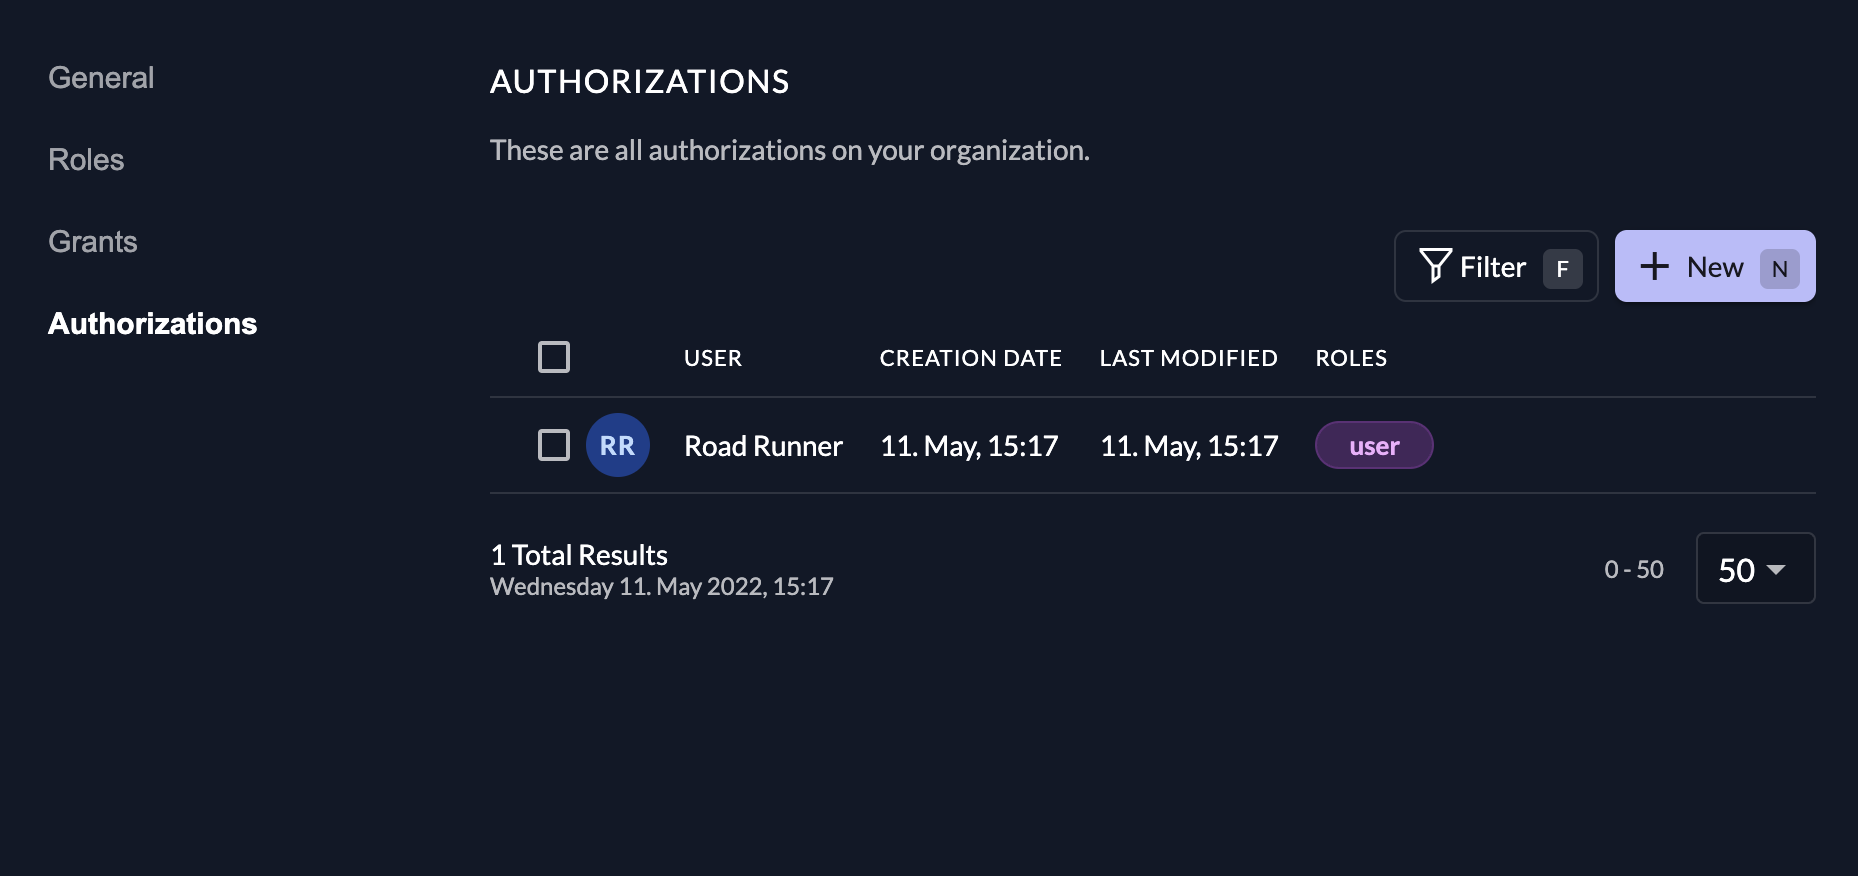 General
Roles
Grants
Authorizations
AUTHORIZATIONS
These are all authorizations on your organization.
Filter F
New N
USER CREATION DATE LAST MODIFIED ROLES
RR Road Runner 11. May, 15:17 11. May, 15:17 user
1 Total Results
Wednesday 11. May 2022, 15:17
0 - 50 50